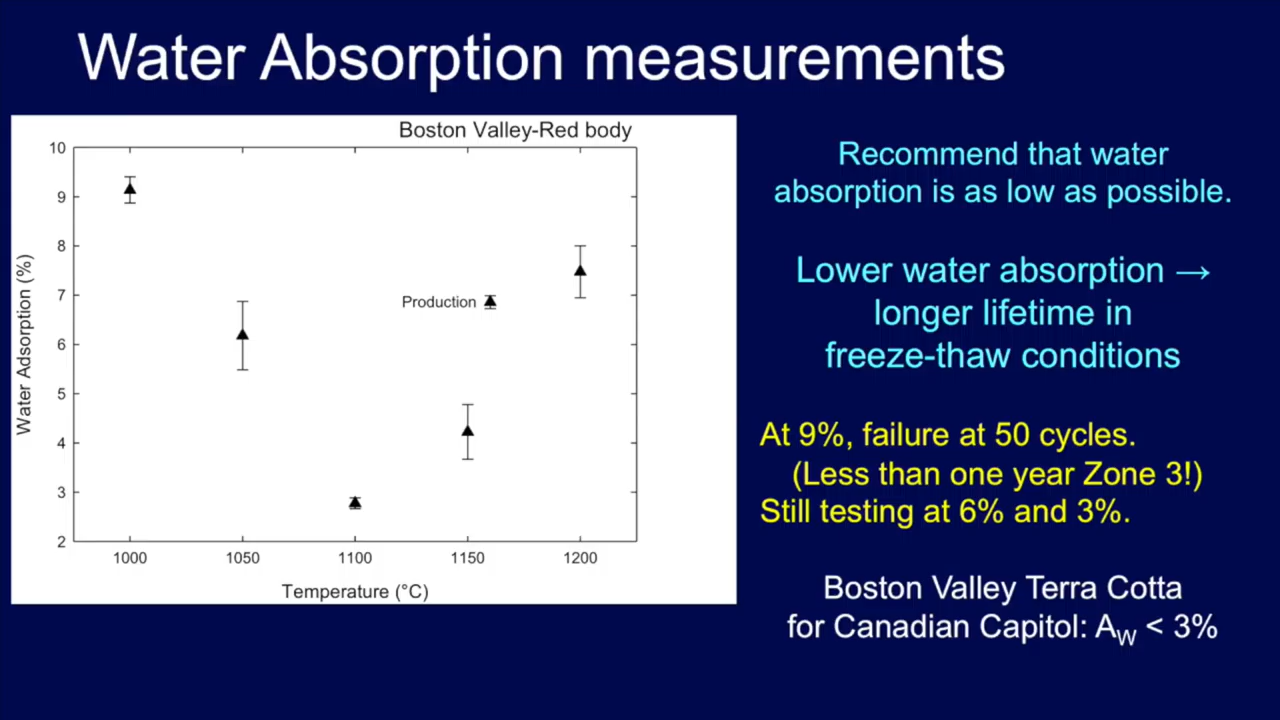 Water Absorption measurements
Boston Valley-Red body
10
9
8
7
6
5
4
3
2
Water Adsorption (%)
Production
1000 1050 1100 1150 1200
Temperature (°C)
Recommend that water
absorption is as low as possible.
Lower water absorption →
longer lifetime in
freeze-thaw conditions
At 9%, failure at 50 cycles.
(Less than one year Zone 3!)
Still testing at 6% and 3%.
Boston Valley Terra Cotta
for Canadian Capitol: AW < 3%